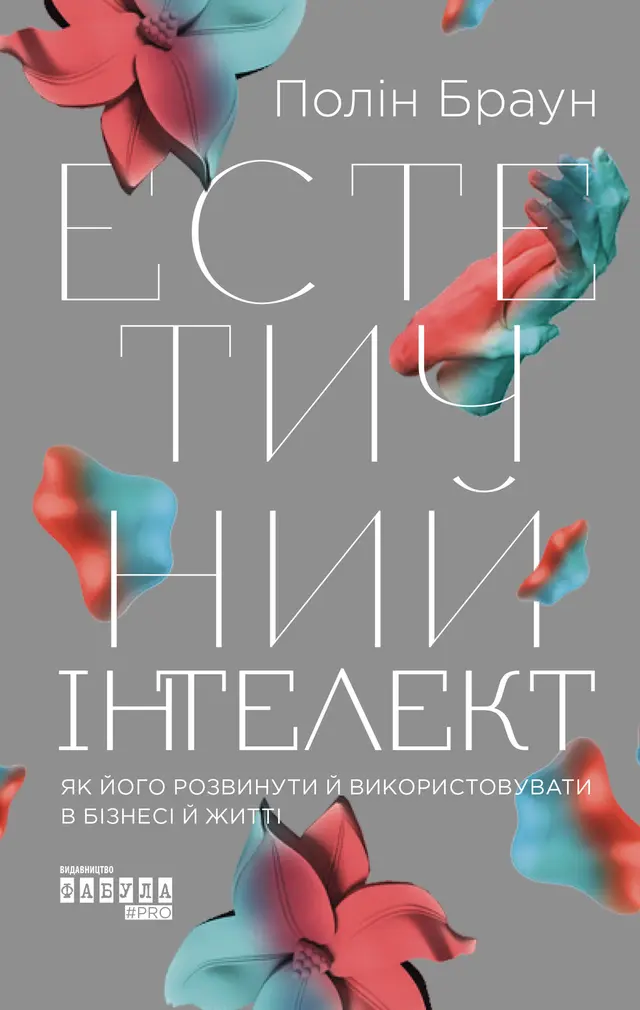 Полін Браун
ЕСТЕ
ТИЧ
НИЙ
ІНТЕЛЕКТ
ЯК ЙОГО РОЗВИНУТИ Й ВИКОРИСТОВУВАТИ
В БІЗНЕСІ Й ЖИТТІ
ВИДАВНИЦТВО
ФАБУЛА
#PRO